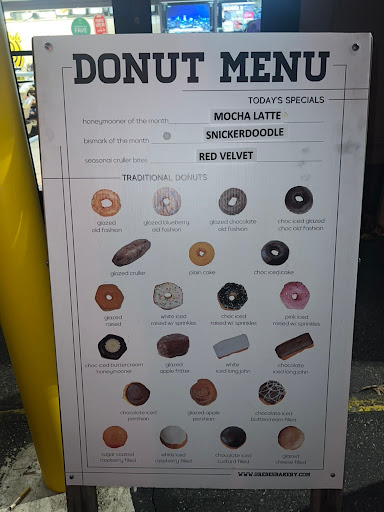 DONUT MENU
TODAY'S SPECIALS
honeymooner of the month MOCHA LATTE
bismark of the month SNICKERDOODLE
seasonal cruller bites RED VELVET
TRADITIONAL DONUTS
glazed old fashion
glazed blueberry old fashion
glazed chocolate old fashion
choc iced glazed choc old fashion
glazed cruller
plain cake
choc iced cake
glazed raised
white iced raised w/ sprinkles
choc iced raised w/ sprinkles
pink iced raised w/ sprinkles
choc iced buttercream honeymooner
glazed apple fritter
white iced long john
chocolate iced long john
chocolate iced pershion
glazed apple pershion
chocolate iced buttercream filled
sugar coated raspberry filled
white iced raspberry filled
chocolate iced custard filled
glazed cheese filled
WWW.GREBESBAKERY.COM